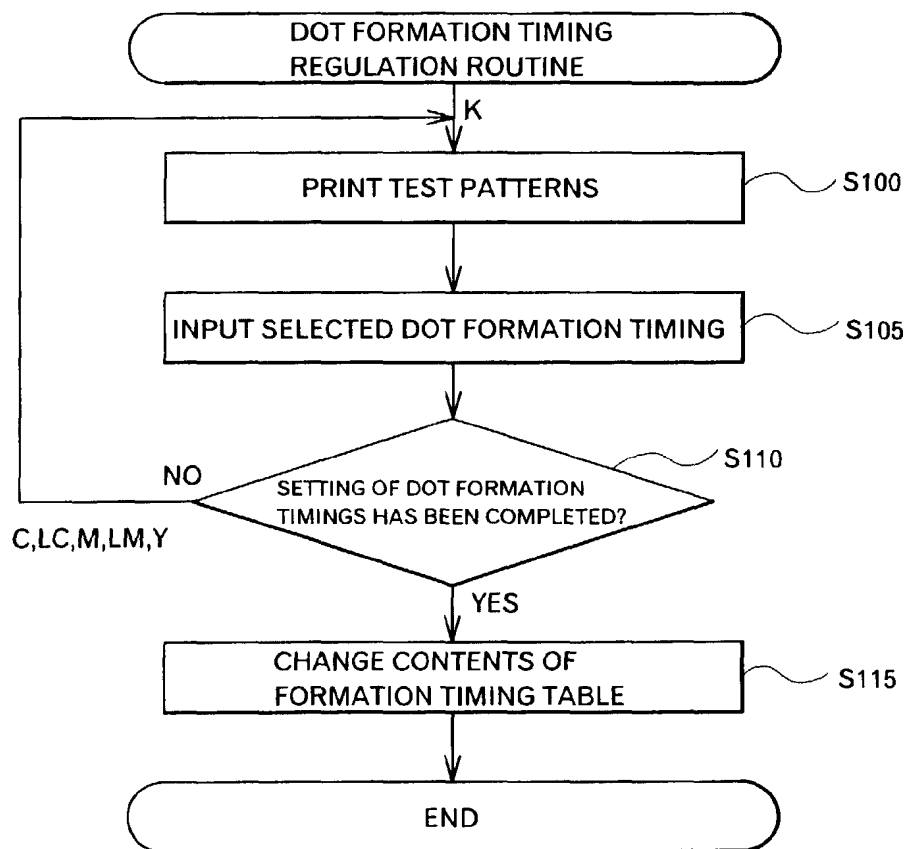 DOT FORMATION TIMING
REGULATION ROUTINE
K
PRINT TEST PATTERNS
S100
INPUT SELECTED DOT FORMATION TIMING
S105
S110
NO
SETTING OF DOT FORMATION
TIMINGS HAS BEEN COMPLETED?
C,LC,M,LM,Y
YES
CHANGE CONTENTS OF
FORMATION TIMING TABLE
S115
END